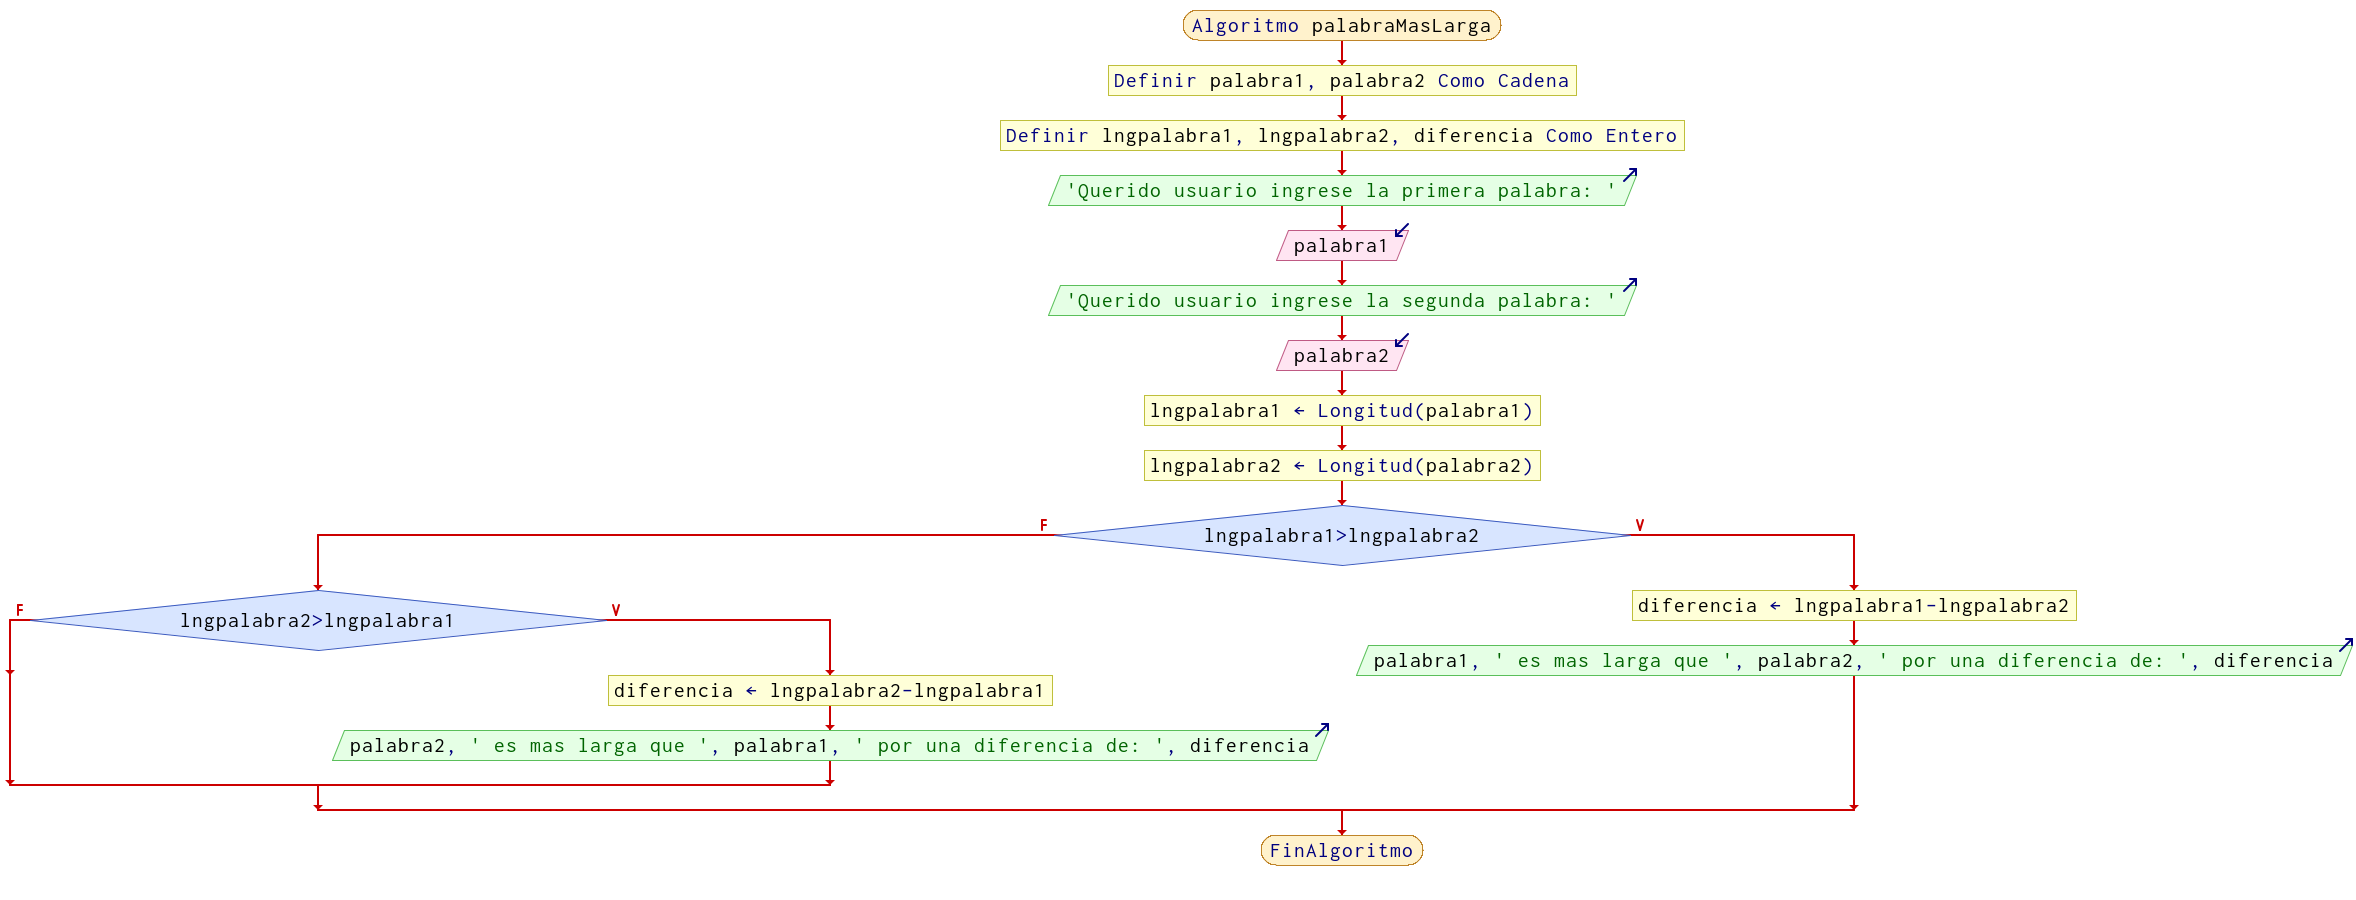 Algoritmo palabraMasLarga
Definir palabra1, palabra2 Como Cadena
Definir lngpalabra1, lngpalabra2, diferencia Como Entero
'Querido usuario ingrese la primera palabra: '
palabra1
'Querido usuario ingrese la segunda palabra: '
palabra2
lngpalabra1 ← Longitud(palabra1)
lngpalabra2 ← Longitud(palabra2)
F
lngpalabra1>lngpalabra2
V
F
lngpalabra2>lngpalabra1
V
diferencia ← lngpalabra2-lngpalabra1
palabra2, ' es mas larga que ', palabra1, ' por una diferencia de: ', diferencia
diferencia ← lngpalabra1-lngpalabra2
palabra1, ' es mas larga que ', palabra2, ' por una diferencia de: ', diferencia
FinAlgoritmo